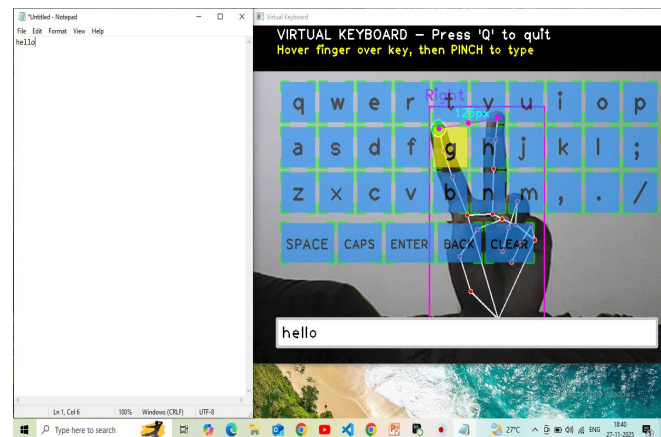 *Untitled - Notepad
File Edit Format View Help
hello
Ln 1, Col 6 100% Windows (CRLF) UTF-8
Virtual Keyboard
VIRTUAL KEYBOARD - Press 'Q' to quit
Hover finger over key, then PINCH to type
Right
125px
q w e r t y u i o p
a s d f g h j k l ;
z x c v b n m , . /
SPACE CAPS ENTER BACK CLEAR
hello
Type here to search
27°C ENG 18:40
27-11-2025